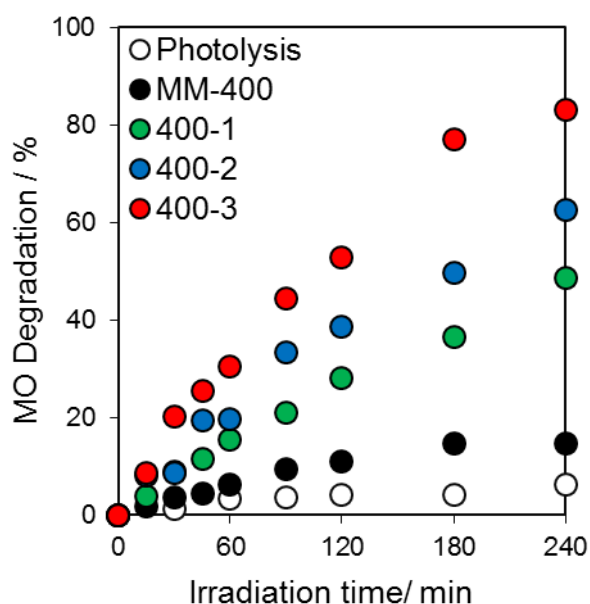 100
80
60
40
20
0
MO Degradation / %
Photolysis
MM-400
400-1
400-2
400-3
0 60 120 180 240
Irradiation time/ min